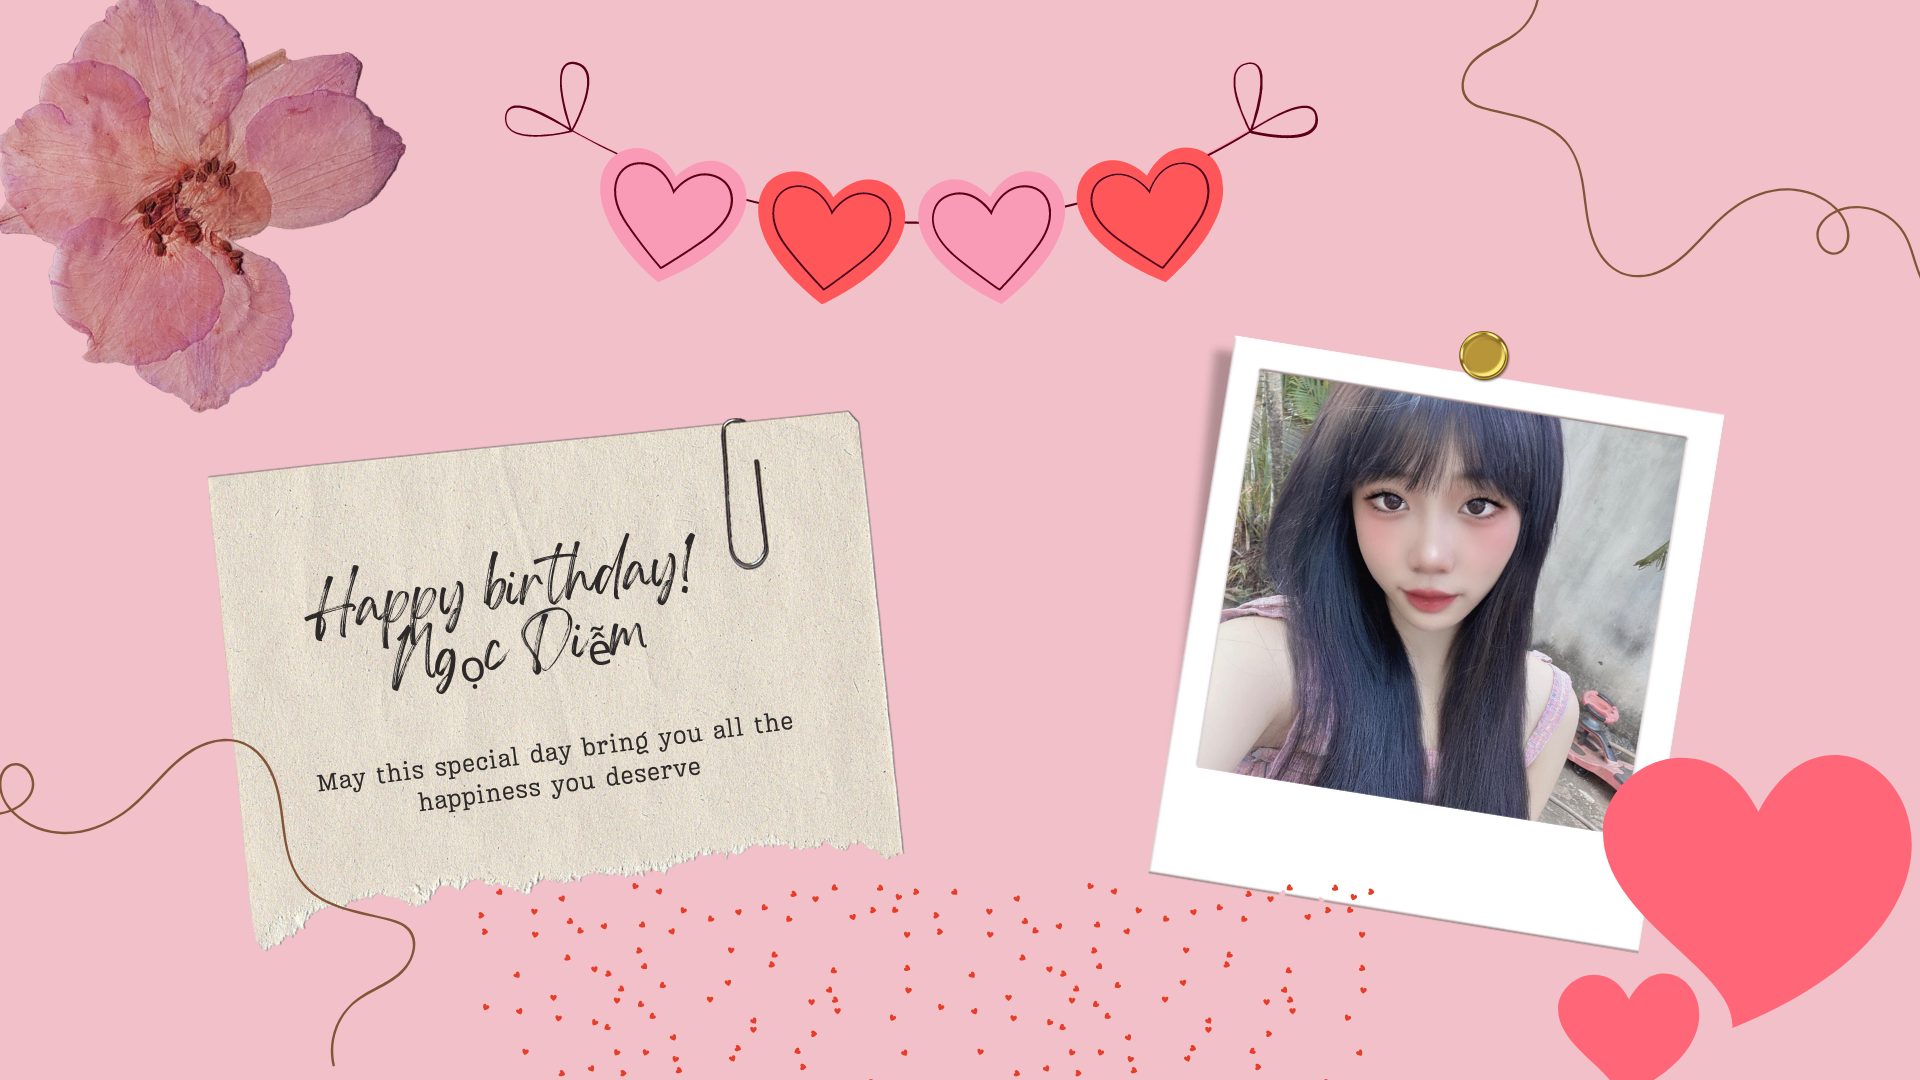 Happy birthday!
Ngọc Diễm
May this special day bring you all the
happiness you deserve